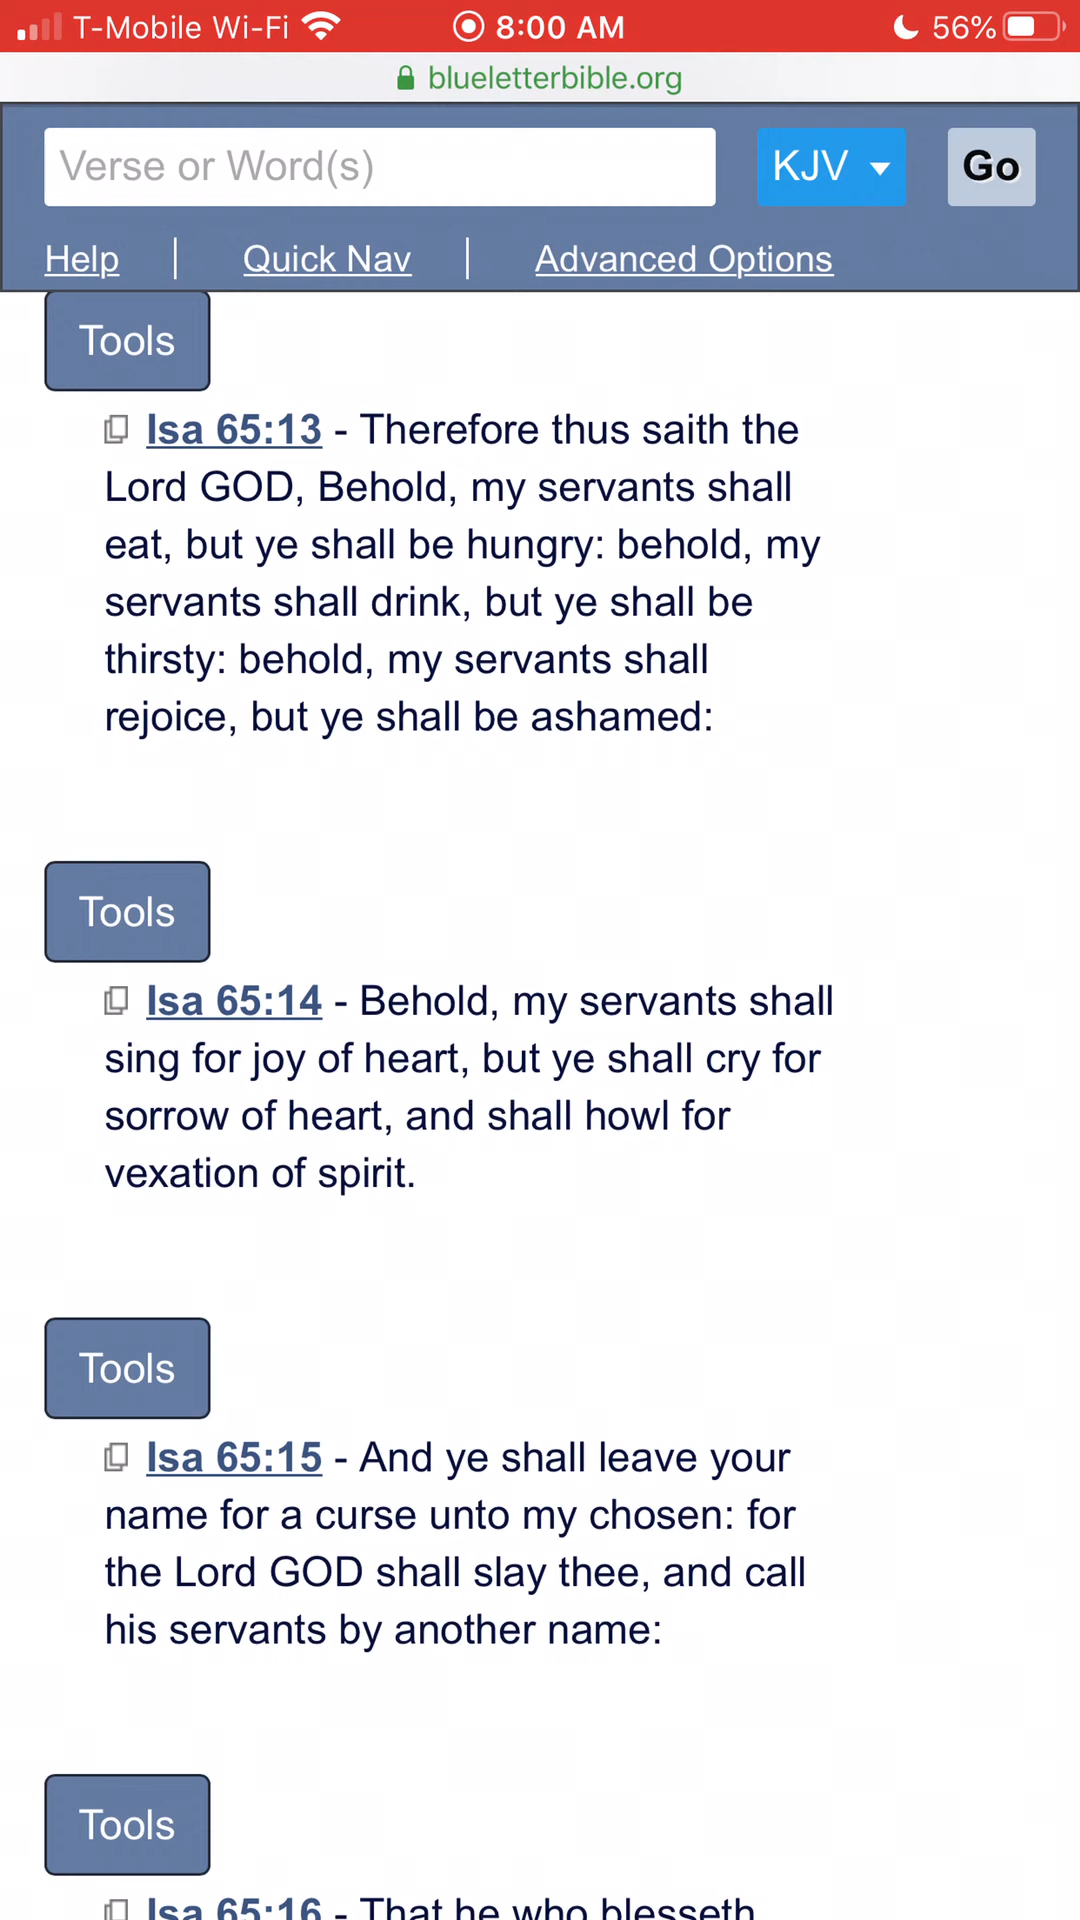 T-Mobile Wi-Fi 8:00 AM 56%
blueletterbible.org
Verse or Word(s) KJV Go
Help | Quick Nav | Advanced Options
Tools
Isa 65:13 - Therefore thus saith the
Lord GOD, Behold, my servants shall
eat, but ye shall be hungry: behold, my
servants shall drink, but ye shall be
thirsty: behold, my servants shall
rejoice, but ye shall be ashamed:
Tools
Isa 65:14 - Behold, my servants shall
sing for joy of heart, but ye shall cry for
sorrow of heart, and shall howl for
vexation of spirit.
Tools
Isa 65:15 - And ye shall leave your
name for a curse unto my chosen: for
the Lord GOD shall slay thee, and call
his servants by another name:
Tools
Isa 65:16 - That he who blesseth